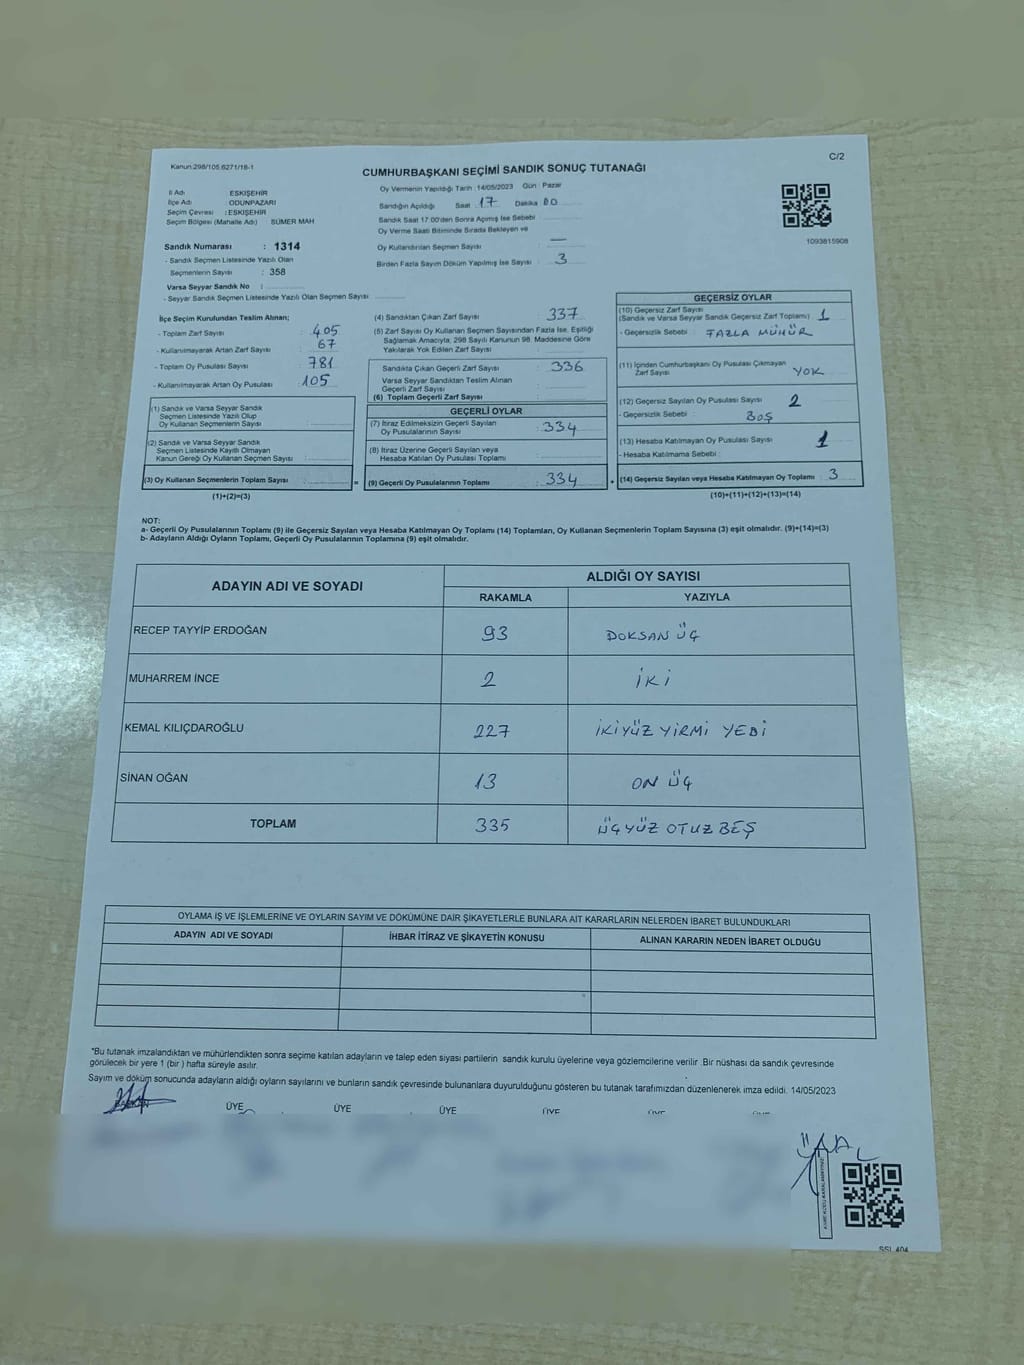 Kanun:298/105.6271/18-1
C/2
CUMHURBAŞKANI SEÇİMİ SANDIK SONUÇ TUTANAĞI
İl Adı ESKİŞEHİR
İlçe Adı ODUNPAZARI
Seçim Çevresi :ESKİŞEHİR
Seçim Bölgesi (Mahalle Adı) SÜMER MAH
Sandık Numarası : 1314
- Sandık Seçmen Listesinde Yazılı Olan
Seçmenlerin Sayısı : 358
Varsa Seyyar Sandık No :
- Seyyar Sandık Seçmen Listesinde Yazılı Olan Seçmen Sayısı
Oy Vermenin Yapıldığı Tarih : 14/05/2023 Gün : Pazar
Sandığın Açıldığı Saat 17 Dakika 00
Sandık Saat 17:00'den Sonra Açılmış İse Sebebi
Oy Verme Saati Bitiminde Sırada Bekleyen ve
Oy Kullandırılan Seçmen Sayısı : —
Birden Fazla Sayım Döküm Yapılmış İse Sayısı : 3
1093815908
İlçe Seçim Kurulundan Teslim Alınan;
- Toplam Zarf Sayısı : 405
- Kullanılmayarak Artan Zarf Sayısı : 67
- Toplam Oy Pusulası Sayısı : 781
- Kullanılmayarak Artan Oy Pusulası : 105
(1) Sandık ve Varsa Seyyar Sandık
Seçmen Listesinde Yazılı Olup
Oy Kullanan Seçmenlerin Sayısı :
(2) Sandık ve Varsa Seyyar Sandık
Seçmen Listesinde Kayıtlı Olmayan
Kanun Gereği Oy Kullanan Seçmen Sayısı :
(3) Oy Kullanan Seçmenlerin Toplam Sayısı : =
(1)+(2)=(3)
(4) Sandıktan Çıkan Zarf Sayısı : 337
(5) Zarf Sayısı Oy Kullanan Seçmen Sayısından Fazla İse, Eşitliği
Sağlamak Amacıyla, 298 Sayılı Kanunun 98. Maddesine Göre
Yakılarak Yok Edilen Zarf Sayısı :
Sandıkta Çıkan Geçerli Zarf Sayısı : 336
Varsa Seyyar Sandıktan Teslim Alınan
Geçerli Zarf Sayısı :
(6) Toplam Geçerli Zarf Sayısı :
GEÇERLİ OYLAR
(7) İtiraz Edilmeksizin Geçerli Sayılan
Oy Pusulalarının Sayısı : 334
(8) İtiraz Üzerine Geçerli Sayılan veya
Hesaba Katılan Oy Pusulası Toplamı :
(9) Geçerli Oy Pusulalarının Toplamı : 334 +
GEÇERSİZ OYLAR
(10) Geçersiz Zarf Sayısı
(Sandık ve Varsa Seyyar Sandık Geçersiz Zarf Toplamı) : 1
- Geçersizlik Sebebi : FAZLA MÜHÜR
(11) İçinden Cumhurbaşkanı Oy Pusulası Çıkmayan
Zarf Sayısı YOK
(12) Geçersiz Sayılan Oy Pusulası Sayısı : 2
- Geçersizlik Sebebi : BOŞ
(13) Hesaba Katılmayan Oy Pusulası Sayısı : 1
- Hesaba Katılmama Sebebi :
(14) Geçersiz Sayılan veya Hesaba Katılmayan Oy Toplamı : 3
(10)+(11)+(12)+(13)=(14)
NOT:
a- Geçerli Oy Pusulalarının Toplamı (9) ile Geçersiz Sayılan veya Hesaba Katılmayan Oy Toplamı (14) Toplamları, Oy Kullanan Seçmenlerin Toplam Sayısına (3) eşit olmalıdır. (9)+(14)=(3)
b- Adayların Aldığı Oyların Toplamı, Geçerli Oy Pusulalarının Toplamına (9) eşit olmalıdır.
ADAYIN ADI VE SOYADI ALDIĞI OY SAYISI
RAKAMLA YAZIYLA
RECEP TAYYİP ERDOĞAN 93 DOKSAN ÜÇ
MUHARREM İNCE 2 İKİ
KEMAL KILIÇDAROĞLU 227 İKİYÜZ YİRMİ YEDİ
SİNAN OĞAN 13 ON ÜÇ
TOPLAM 335 ÜÇYÜZ OTUZ BEŞ
OYLAMA İŞ VE İŞLEMLERİNE VE OYLARIN SAYIM VE DÖKÜMÜNE DAİR ŞİKAYETLERLE BUNLARA AİT KARARLARIN NELERDEN İBARET BULUNDUKLARI
ADAYIN ADI VE SOYADI İHBAR İTİRAZ VE ŞİKAYETİN KONUSU ALINAN KARARIN NEDEN İBARET OLDUĞU
*Bu tutanak imzalandıktan ve mühürlendikten sonra seçime katılan adayların ve talep eden siyasi partilerin sandık kurulu üyelerine veya gözlemcilerine verilir .Bir nüshası da sandık çevresinde
görülecek bir yere 1 (bir ) hafta süreyle asılır.
Sayım ve döküm sonucunda adayların aldığı oyların sayılarını ve bunların sandık çevresinde bulunanlara duyurulduğunu gösteren bu tutanak tarafımızdan düzenlenerek imza edildi. 14/05/2023
BAŞKAN ÜYE ÜYE ÜYE ÜYE ÜYE ÜYE
ÜNAL
SSI 404